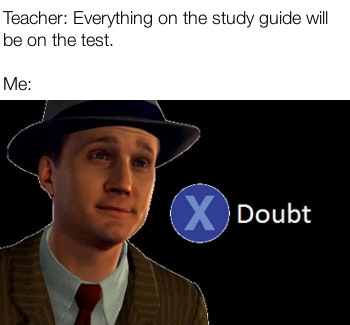 Teacher: Everything on the study guide will
be on the test.
Me:
X Doubt